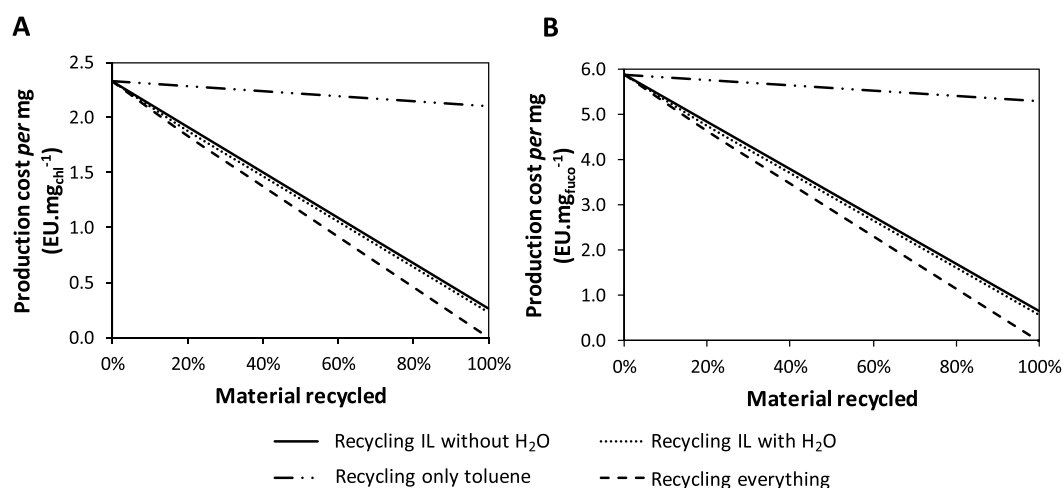 A
Production cost per mg
(EU.mg_chl^-1)
2.5
2.0
1.5
1.0
0.5
0.0
0% 20% 40% 60% 80% 100%
Material recycled
B
Production cost per mg
(EU.mg_fuco^-1)
6.0
5.0
4.0
3.0
2.0
1.0
0.0
0% 20% 40% 60% 80% 100%
Material recycled
Recycling IL without H₂O
Recycling IL with H₂O
Recycling only toluene
Recycling everything